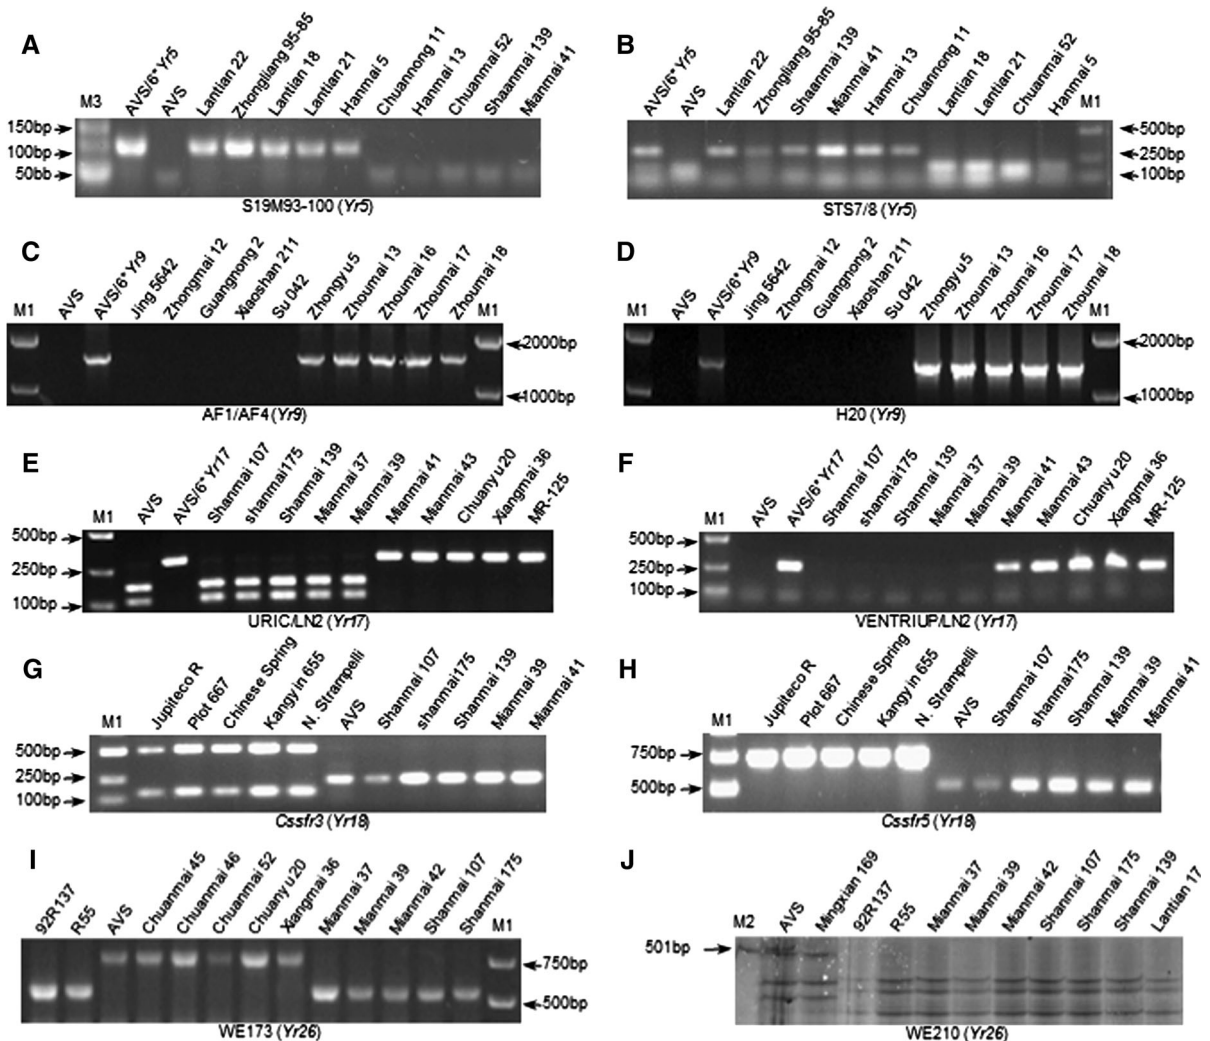 A
M3
AVS/6*Yr5
AVS
Lantian 22
Zhongliang 95-85
Lantian 18
Lantian 21
Hanmai 5
Chuannong 11
Hanmai 13
Chuanmai 52
Shaanmai 139
Mianmai 41
150bp
100bp
50bb
S19M93-100 (Yr5)
B
AVS/6*Yr5
AVS
Lantian 22
Zhongliang 95-85
Shaanmai 139
Mianmai 41
Hanmai 13
Chuannong 11
Lantian 18
Lantian 21
Chuanmai 52
Hanmai 5
M1
500bp
250bp
100bp
STS7/8 (Yr5)
C
M1
AVS
AVS/6*Yr9
Jing 5642
Zhongmai 12
Guangnong 2
Xiaoshan 211
Su 042
Zhongyu5
Zhoumai 13
Zhoumai 16
Zhoumai 17
Zhoumai 18
M1
2000bp
1000bp
AF1/AF4 (Yr9)
D
M1
AVS
AVS/6*Yr9
Jing 5642
Zhongmai 12
Guangnong 2
Xiaoshan 211
Su 042
Zhongyu5
Zhoumai 13
Zhoumai 16
Zhoumai 17
Zhoumai 18
M1
2000bp
1000bp
H20 (Yr9)
E
M1
AVS
AVS/6*Yr17
Shanmai 107
shanmai175
Shanmai 139
Mianmai 37
Mianmai 39
Mianmai 41
Mianmai 43
Chuanyu20
Xiangmai 36
MR-125
500bp
250bp
100bp
URIC/LN2 (Yr17)
F
M1
AVS
AVS/6*Yr17
Shanmai 107
shanmai175
Shanmai 139
Mianmai 37
Mianmai 39
Mianmai 41
Mianmai 43
Chuanyu20
Xiangmai 36
MR-125
500bp
250bp
100bp
VENTRIUP/LN2 (Yr17)
G
M1
Jupiteco R
Plot 667
Chinese Spring
Kangyin 655
N. Strampelli
AVS
Shanmai 107
shanmai175
Shanmai 139
Mianmai 39
Mianmai 41
500bp
250bp
100bp
Cssfr3 (Yr18)
H
M1
Jupiteco R
Plot 667
Chinese Spring
Kangyin 655
N. Strampelli
AVS
Shanmai 107
shanmai175
Shanmai 139
Mianmai 39
Mianmai 41
750bp
500bp
Cssfr5 (Yr18)
I
92R137
R55
AVS
Chuanmai 45
Chuanmai 46
Chuanmai 52
Chuanyu20
Xiangmai 36
Mianmai 37
Mianmai 39
Mianmai 42
Shanmai 107
Shanmai 175
M1
750bp
500bp
WE173 (Yr26)
J
M2
AVS
Mingxian 169
92R137
R55
Mianmai 37
Mianmai 39
Mianmai 42
Shanmai 107
Shanmai 175
Shanmai 139
Lantian 17
501bp
WE210 (Yr26)